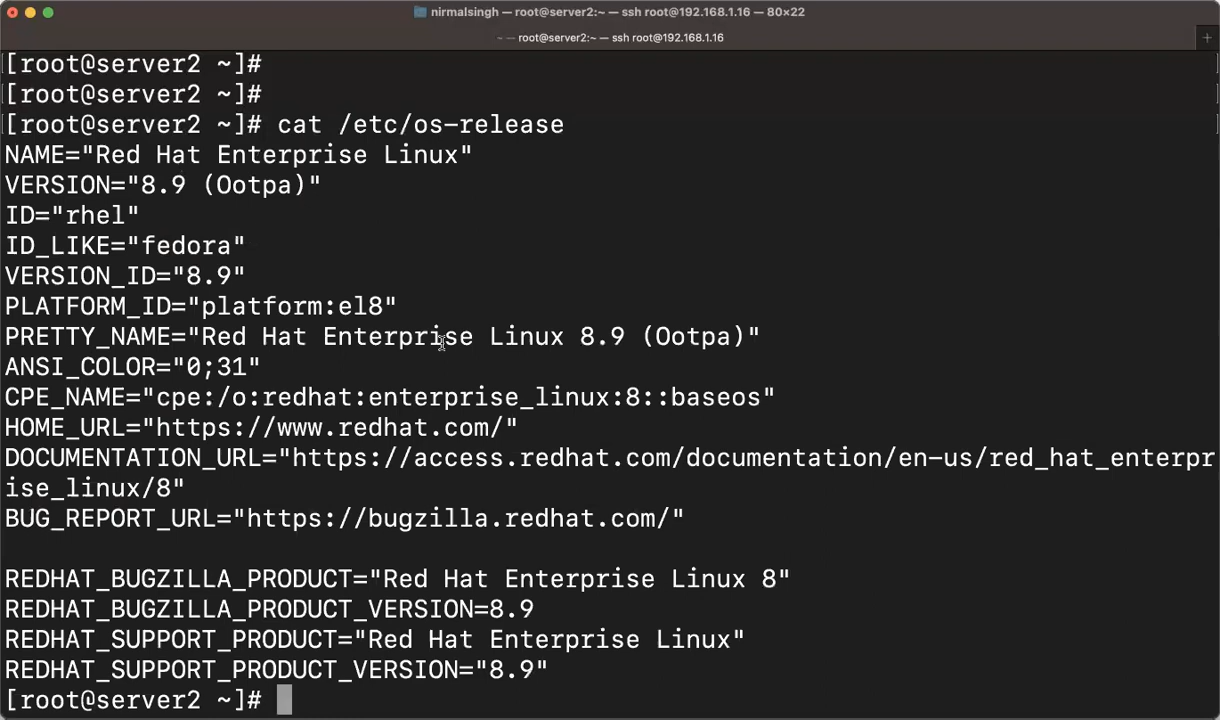 nirmalsingh — root@server2:~ — ssh root@192.168.1.16 — 80×22
~ — root@server2:~ — ssh root@192.168.1.16 +
[root@server2 ~]#
[root@server2 ~]#
[root@server2 ~]# cat /etc/os-release
NAME="Red Hat Enterprise Linux"
VERSION="8.9 (Ootpa)"
ID="rhel"
ID_LIKE="fedora"
VERSION_ID="8.9"
PLATFORM_ID="platform:el8"
PRETTY_NAME="Red Hat Enterprise Linux 8.9 (Ootpa)"
ANSI_COLOR="0;31"
CPE_NAME="cpe:/o:redhat:enterprise_linux:8::baseos"
HOME_URL="https://www.redhat.com/"
DOCUMENTATION_URL="https://access.redhat.com/documentation/en-us/red_hat_enterpr
ise_linux/8"
BUG_REPORT_URL="https://bugzilla.redhat.com/"

REDHAT_BUGZILLA_PRODUCT="Red Hat Enterprise Linux 8"
REDHAT_BUGZILLA_PRODUCT_VERSION=8.9
REDHAT_SUPPORT_PRODUCT="Red Hat Enterprise Linux"
REDHAT_SUPPORT_PRODUCT_VERSION="8.9"
[root@server2 ~]#